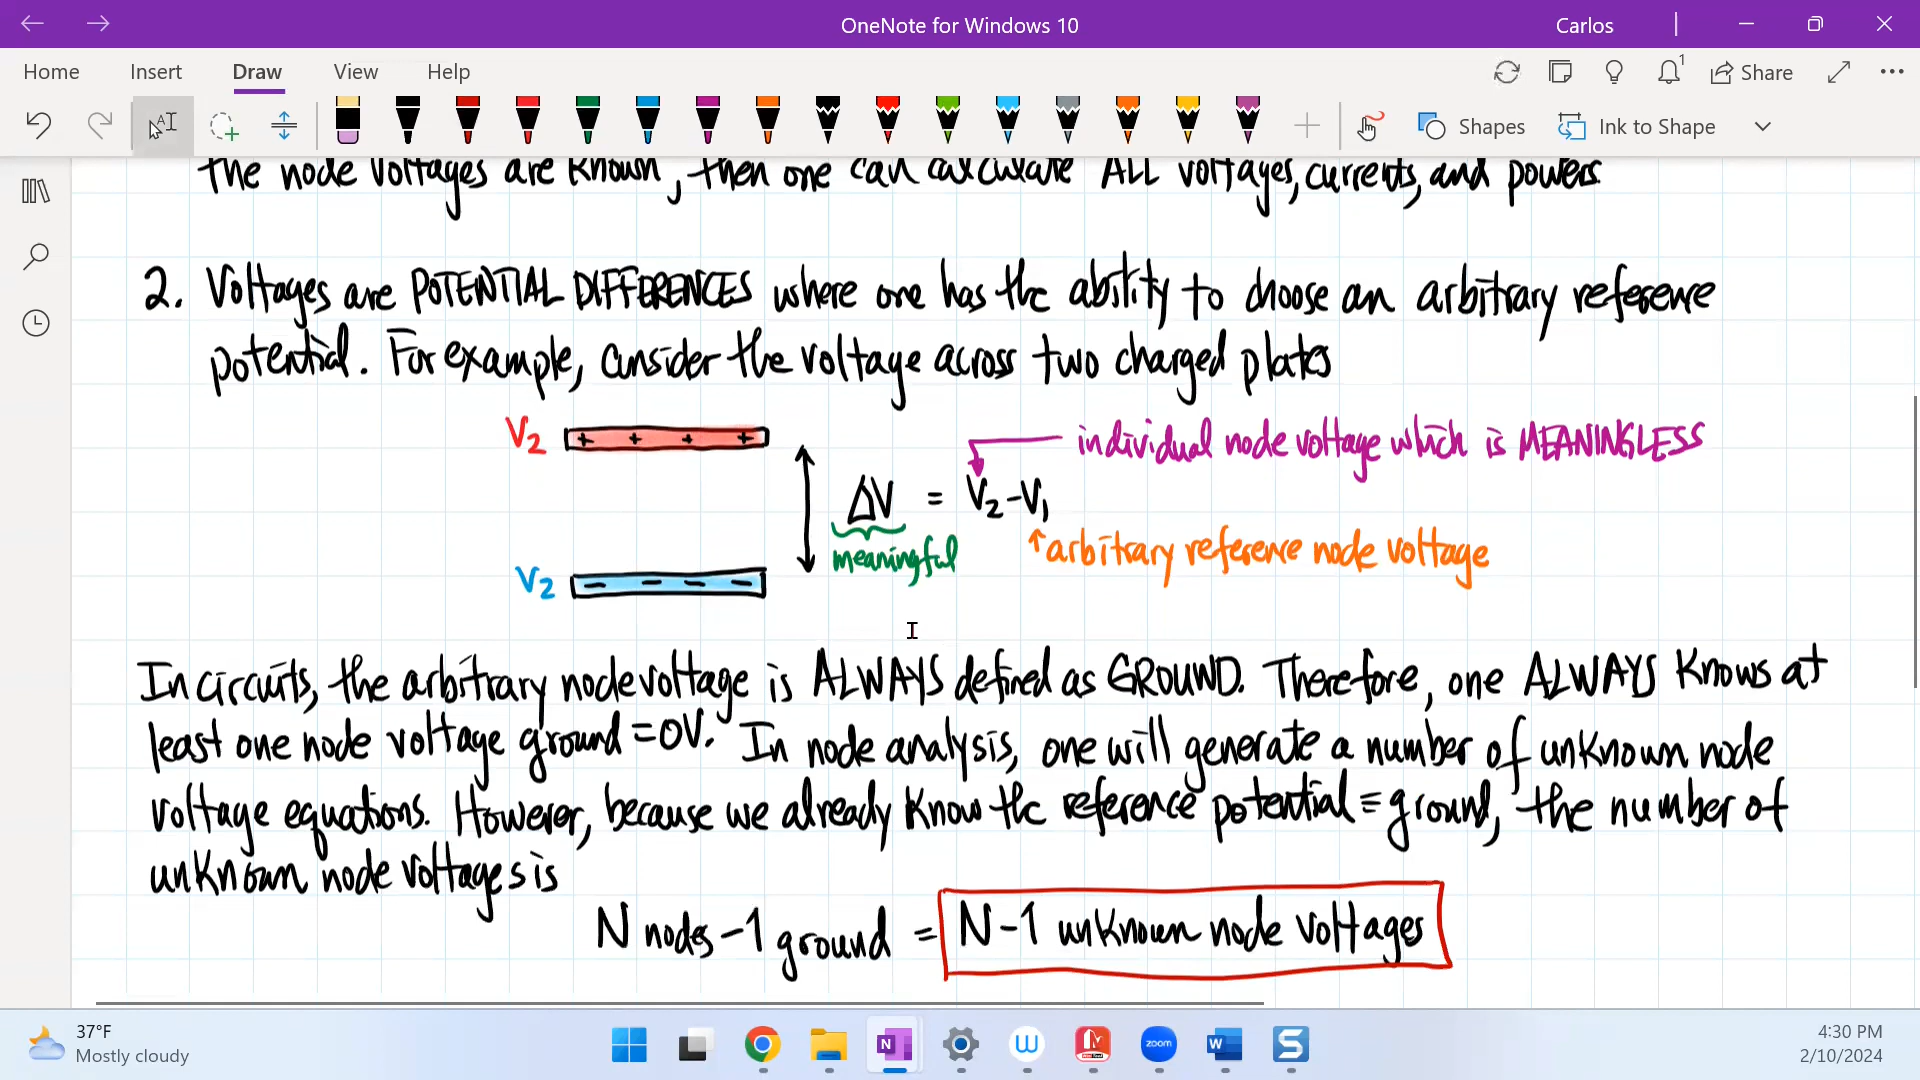 OneNote for Windows 10
Carlos
Home Insert Draw View Help
1
Share
Shapes
Ink to Shape
the node voltages are known, then one can calculate ALL voltages, currents, and powers
2. Voltages are POTENTIAL DIFFERENCES where one has the ability to choose an arbitrary reference
potential. For example, consider the voltage across two charged plates
V2 + + + +
individual node voltage which is MEANINGLESS
ΔV = V2 - V1
meaningful
↑arbitrary reference node voltage
V2 - - - -
In circuits, the arbitrary node voltage is ALWAYS defined as GROUND. Therefore, one ALWAYS knows at
least one node voltage ground = 0V. In node analysis, one will generate a number of unknown node
voltage equations. However, because we already know the reference potential = ground, the number of
unknown node voltages is
N nodes - 1 ground = N-1 unknown node voltages
37°F
Mostly cloudy
zoom
4:30 PM
2/10/2024